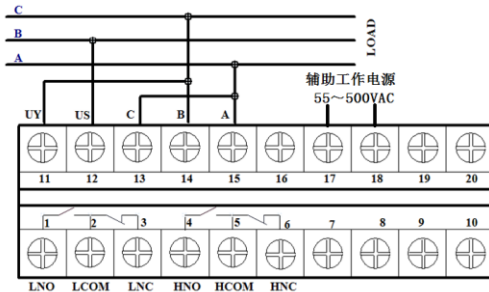 C
B
A
LOAD
辅助工作电源
55～500VAC
UY US C B A
11 12 13 14 15 16 17 18 19 20
1 2 3 4 5 6 7 8 9 10
LNO LCOM LNC HNO HCOM HNC